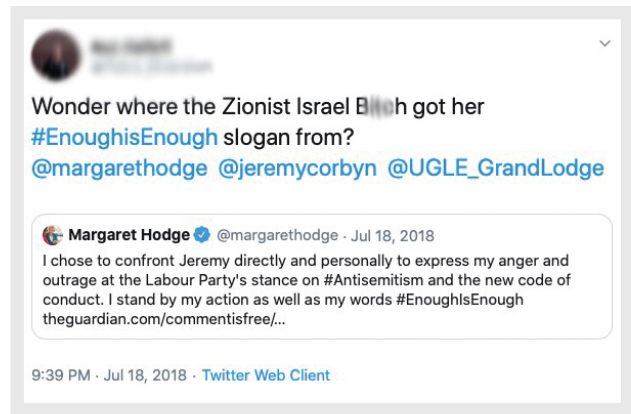 Wonder where the Zionist Israel B h got her
#EnoughisEnough slogan from?
@margarethodge @jeremycorbyn @UGLE_GrandLodge
Margaret Hodge @margarethodge · Jul 18, 2018
I chose to confront Jeremy directly and personally to express my anger and
outrage at the Labour Party's stance on #Antisemitism and the new code of
conduct. I stand by my action as well as my words #EnoughIsEnough
theguardian.com/commentisfree/...
9:39 PM · Jul 18, 2018 · Twitter Web Client